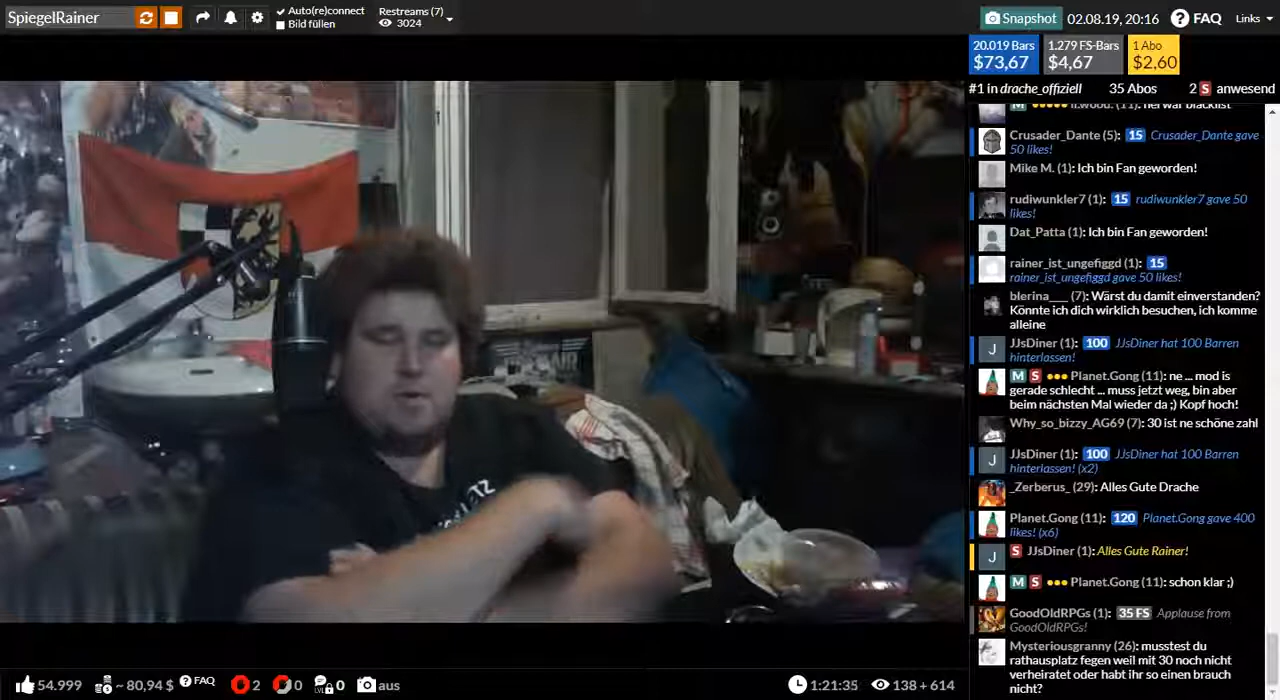 SpiegelRainer
Auto(re)connect
Bild füllen
Restreams (7)
3024
Snapshot
02.08.19, 20:16
FAQ
Links
20.019 Bars
$73,67
1.279 FS-Bars
$4,67
1 Abo
$2,60
#1 in drache_offiziell
35 Abos
2 S anwesend
Crusader_Dante (5): 15 Crusader_Dante gave
50 likes!
Mike M. (1): Ich bin Fan geworden!
rudiwunkler7 (1): 15 rudiwunkler7 gave 50
likes!
Dat_Patta (1): Ich bin Fan geworden!
rainer_ist_ungefiggd (1): 15
rainer_ist_ungefiggd gave 50 likes!
blerina___ (7): Wärst du damit einverstanden?
Könnte ich dich wirklich besuchen, ich komme
alleine
J JJsDiner (1): 100 JJsDiner hat 100 Barren
hinterlassen!
M S Planet.Gong (11): ne ... mod is
gerade schlecht ... muss jetzt weg, bin aber
beim nächsten Mal wieder da ;) Kopf hoch!
Why_so_bizzy_AG69 (7): 30 ist ne schöne zahl
J JJsDiner (1): 100 JJsDiner hat 100 Barren
hinterlassen! (x2)
_Zerberus_ (29): Alles Gute Drache
Planet.Gong (11): 120 Planet.Gong gave 400
likes! (x6)
J S JJsDiner (1): Alles Gute Rainer!
M S Planet.Gong (11): schon klar ;)
GoodOldRPGs (1): 35 FS Applause from
GoodOldRPGs!
Mysteriousgranny (26): musstest du
rathausplatz fegen weil mit 30 noch nicht
verheiratet oder habt ihr so einen brauch
nicht?
54.999
~ 80,94 $
FAQ
2
0
LVL
0
aus
1:21:35
138 + 614